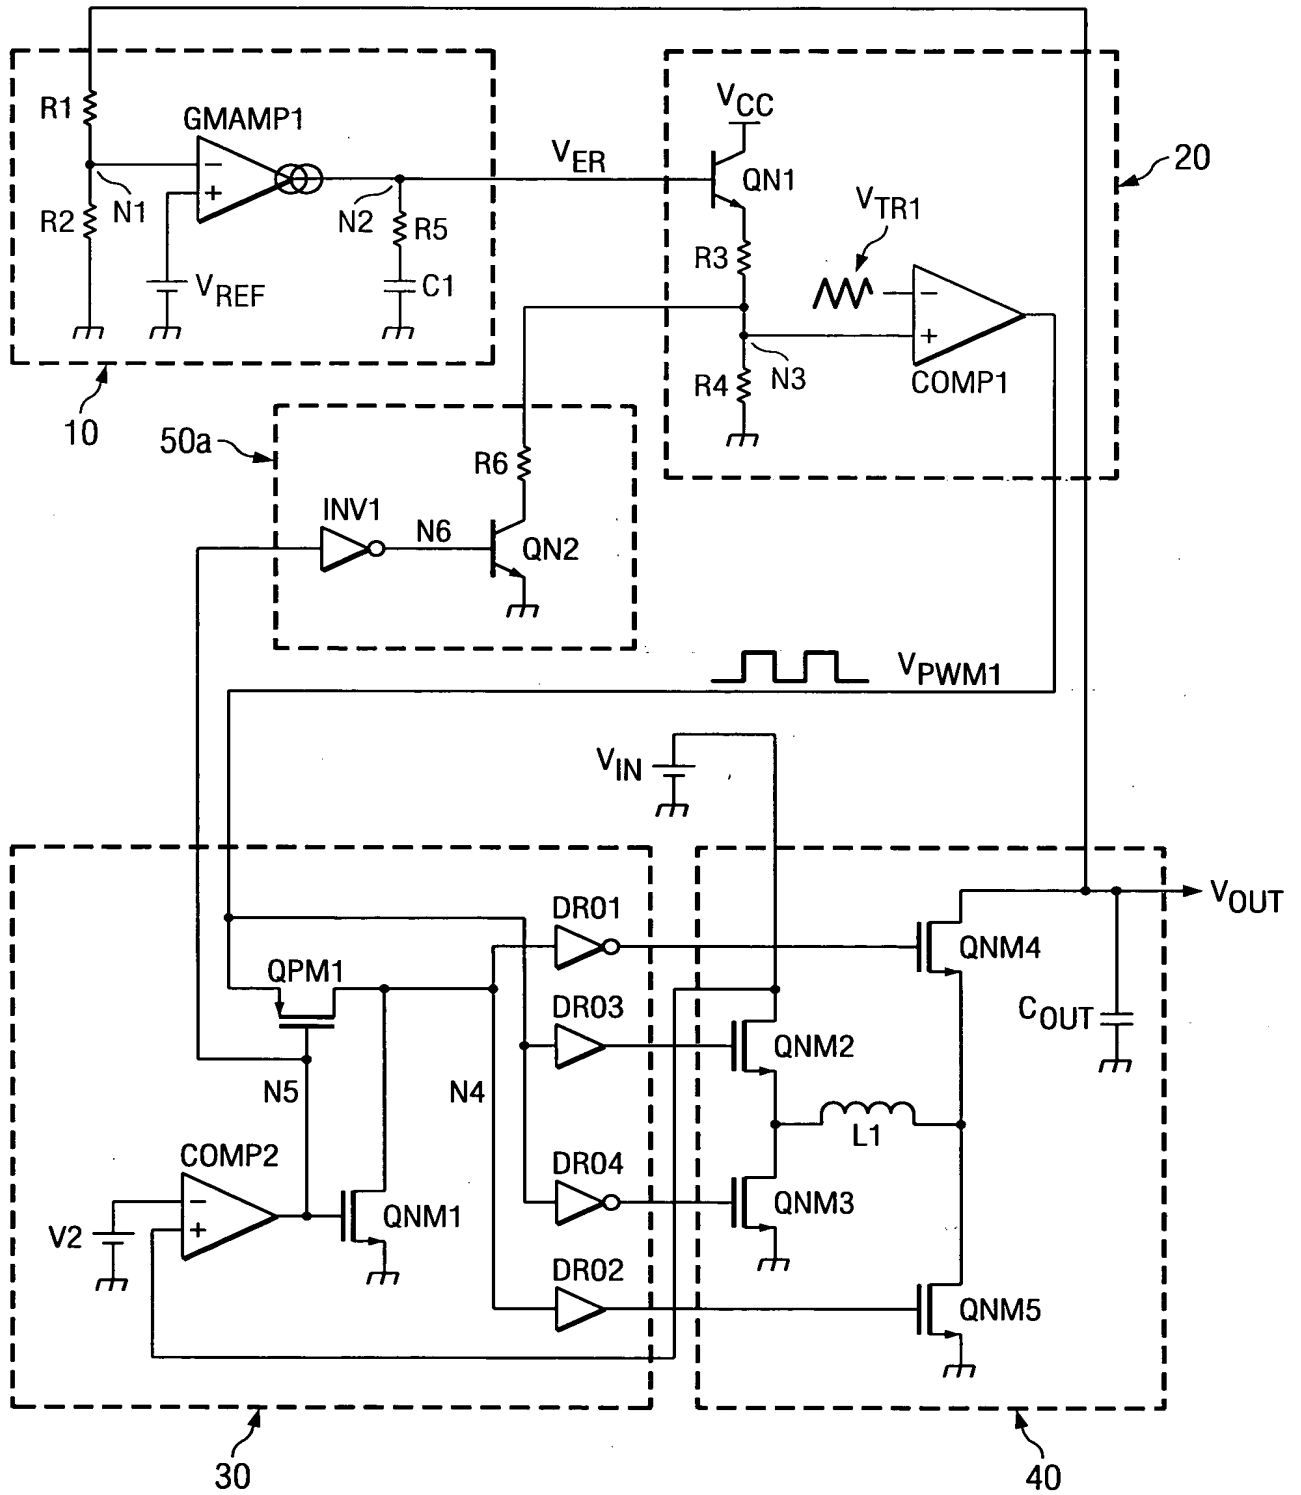 R1
GMAMP1
−
+
N1
R2
VREF
VER
N2
R5
C1
10
VCC
QN1
R3
VTR1
−
+
COMP1
R4
N3
20
50a
R6
INV1
N6
QN2
VPWM1
VIN
DR01
QPM1
DR03
N5
N4
COMP2
−
+
V2
QNM1
DR04
DR02
30
VOUT
QNM4
COUT
QNM2
L1
QNM3
QNM5
40